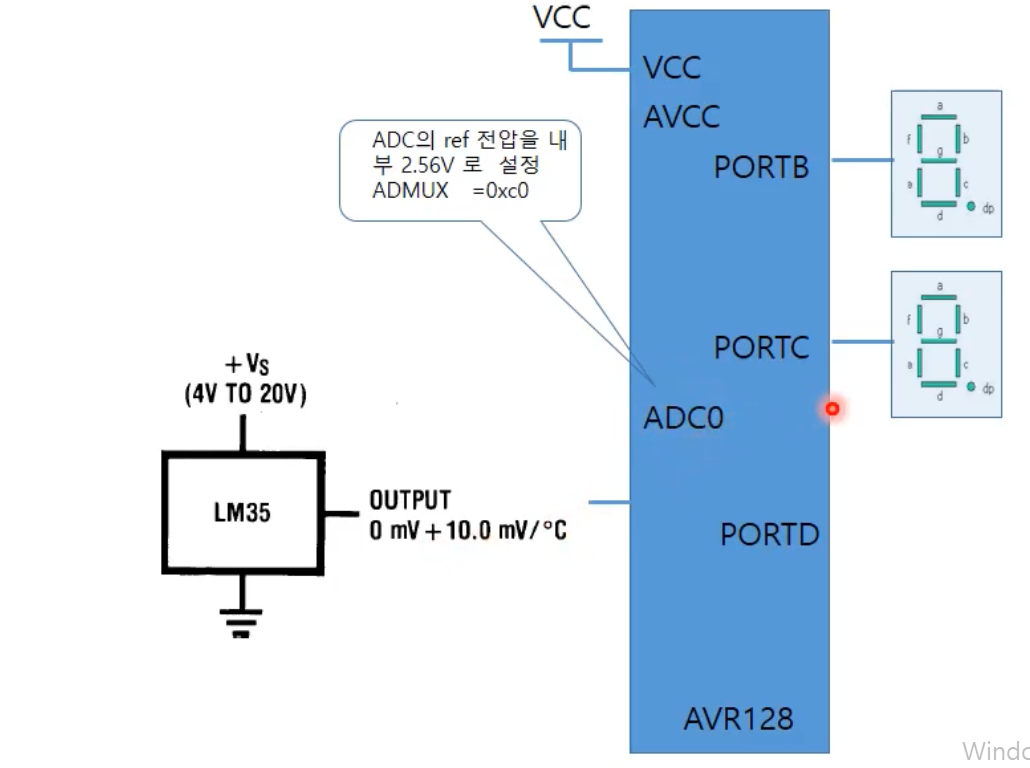 VCC
VCC
AVCC
ADC의 ref 전압을 내
부 2.56V 로 설정
ADMUX =0xc0
PORTB
a
f
b
g
e
c
d
dp
PORTC
a
f
b
g
e
c
d
dp
+VS
(4V TO 20V)
ADC0
LM35
OUTPUT
0 mV+10.0 mV/°C
PORTD
AVR128
Windo